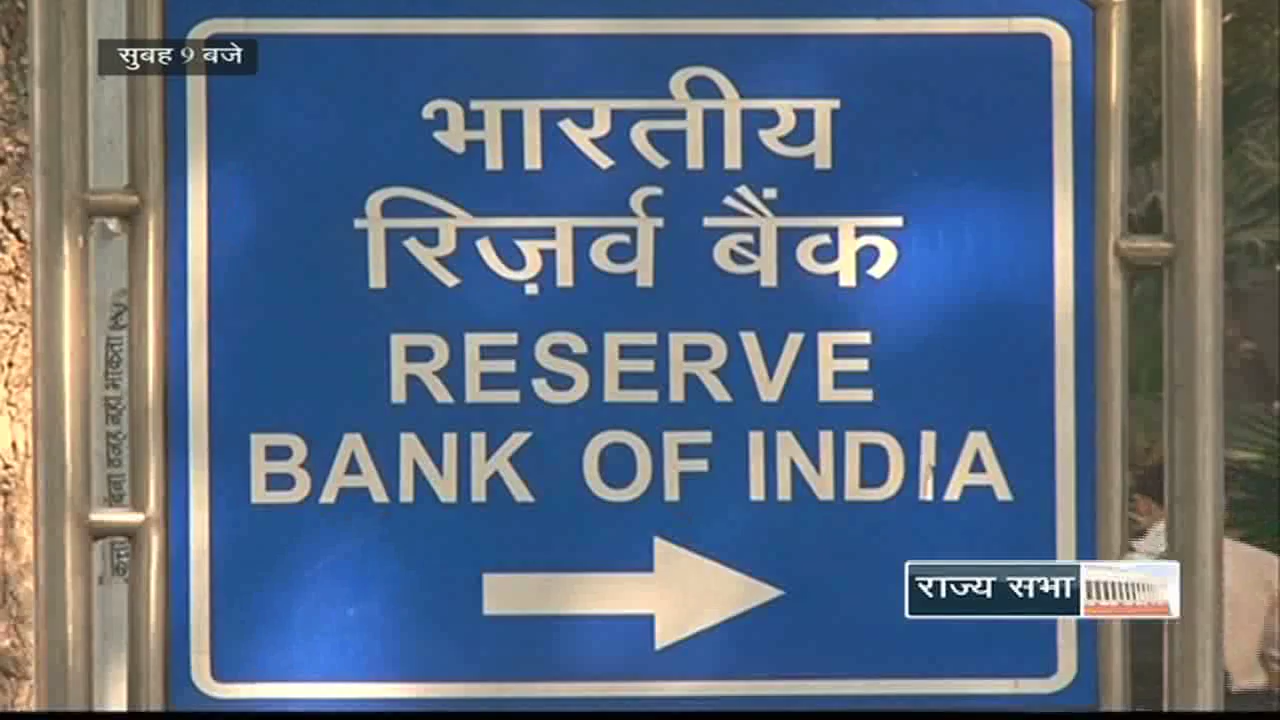 सुबह 9 बजे
भारतीय
रिज़र्व बैंक
RESERVE
BANK OF INDIA
राज्य सभा